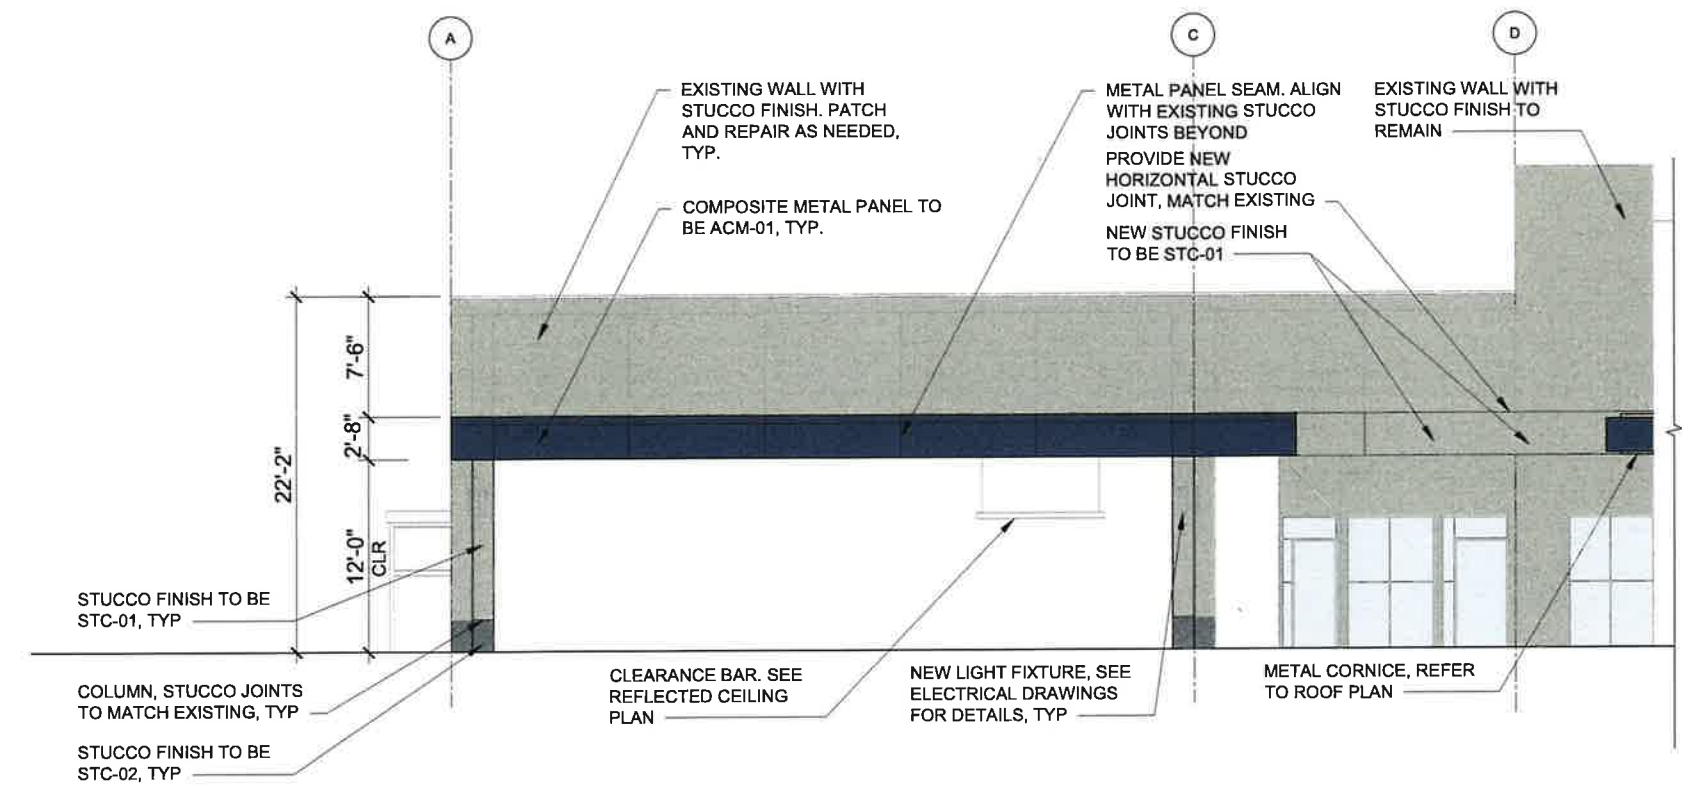 A
C
D
EXISTING WALL WITH
STUCCO FINISH. PATCH
AND REPAIR AS NEEDED,
TYP.
METAL PANEL SEAM. ALIGN
WITH EXISTING STUCCO
JOINTS BEYOND
EXISTING WALL WITH
STUCCO FINISH TO
REMAIN
PROVIDE NEW
HORIZONTAL STUCCO
JOINT, MATCH EXISTING
COMPOSITE METAL PANEL TO
BE ACM-01, TYP.
NEW STUCCO FINISH
TO BE STC-01
7'-6"
2'-8"
22'-2"
12'-0"
CLR
STUCCO FINISH TO BE
STC-01, TYP
COLUMN, STUCCO JOINTS
TO MATCH EXISTING, TYP
STUCCO FINISH TO BE
STC-02, TYP
CLEARANCE BAR. SEE
REFLECTED CEILING
PLAN
NEW LIGHT FIXTURE, SEE
ELECTRICAL DRAWINGS
FOR DETAILS, TYP
METAL CORNICE, REFER
TO ROOF PLAN